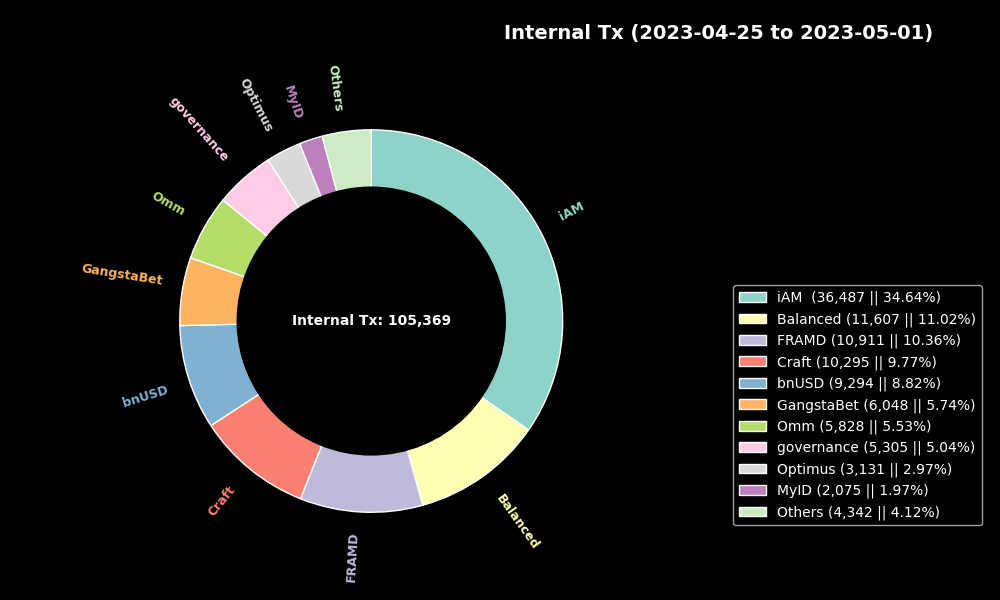 Internal Tx (2023-04-25 to 2023-05-01)
Others
MyID
Optimus
governance
Omm
iAM
GangstaBet
Internal Tx: 105,369
bnUSD
Craft
Balanced
FRAMD
iAM  (36,487 || 34.64%)
Balanced (11,607 || 11.02%)
FRAMD (10,911 || 10.36%)
Craft (10,295 || 9.77%)
bnUSD (9,294 || 8.82%)
GangstaBet (6,048 || 5.74%)
Omm (5,828 || 5.53%)
governance (5,305 || 5.04%)
Optimus (3,131 || 2.97%)
MyID (2,075 || 1.97%)
Others (4,342 || 4.12%)